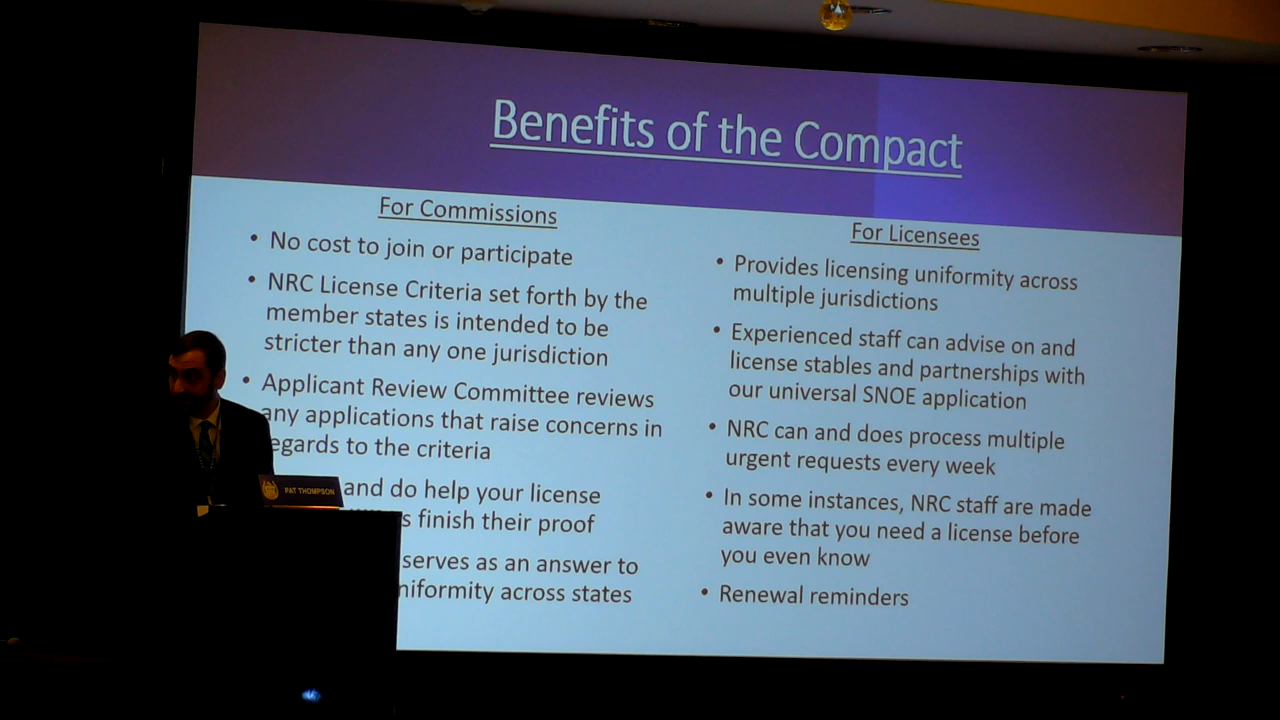 Benefits of the Compact
For Commissions
• No cost to join or participate
• NRC License Criteria set forth by the
member states is intended to be
stricter than any one jurisdiction
• Applicant Review Committee reviews
any applications that raise concerns in
egards to the criteria
and do help your license
s finish their proof
serves as an answer to
niformity across states
For Licensees
• Provides licensing uniformity across
multiple jurisdictions
• Experienced staff can advise on and
license stables and partnerships with
our universal SNOE application
• NRC can and does process multiple
urgent requests every week
• In some instances, NRC staff are made
aware that you need a license before
you even know
• Renewal reminders
PAT THOMPSON